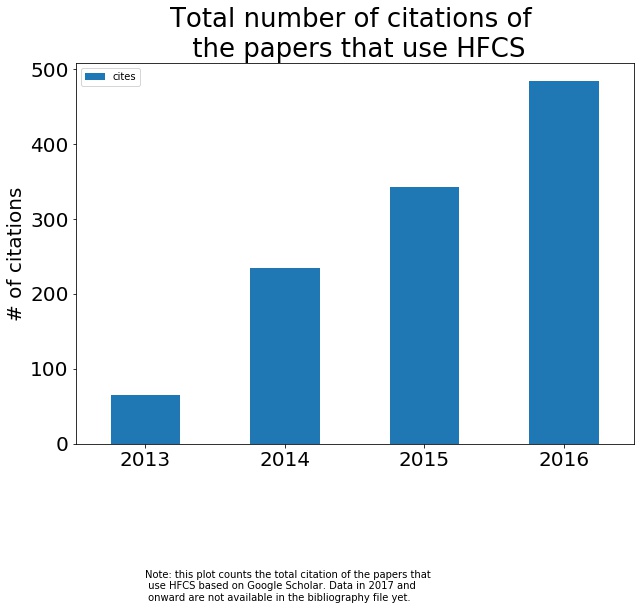 Total number of citations of
the papers that use HFCS
cites
# of citations
500
400
300
200
100
0
2013 2014 2015 2016
Note: this plot counts the total citation of the papers that
use HFCS based on Google Scholar. Data in 2017 and
onward are not available in the bibliography file yet.